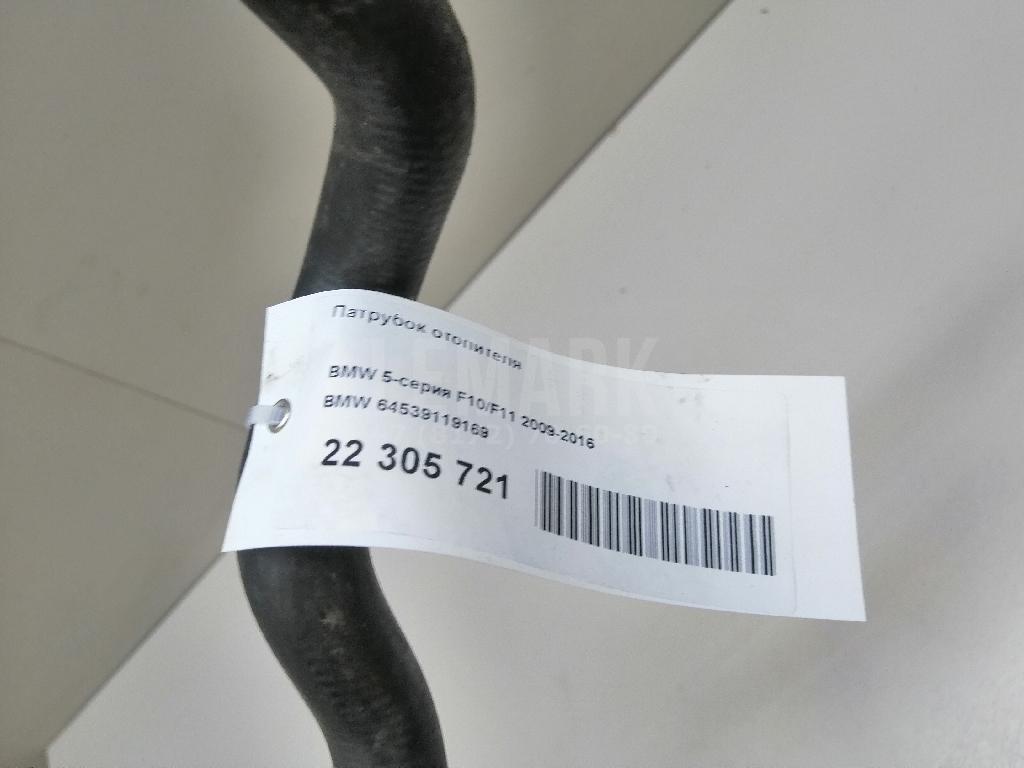 Патрубок отопителя
BMW 5-серия F10/F11 2009-2016
BMW 64539119169
22 305 721